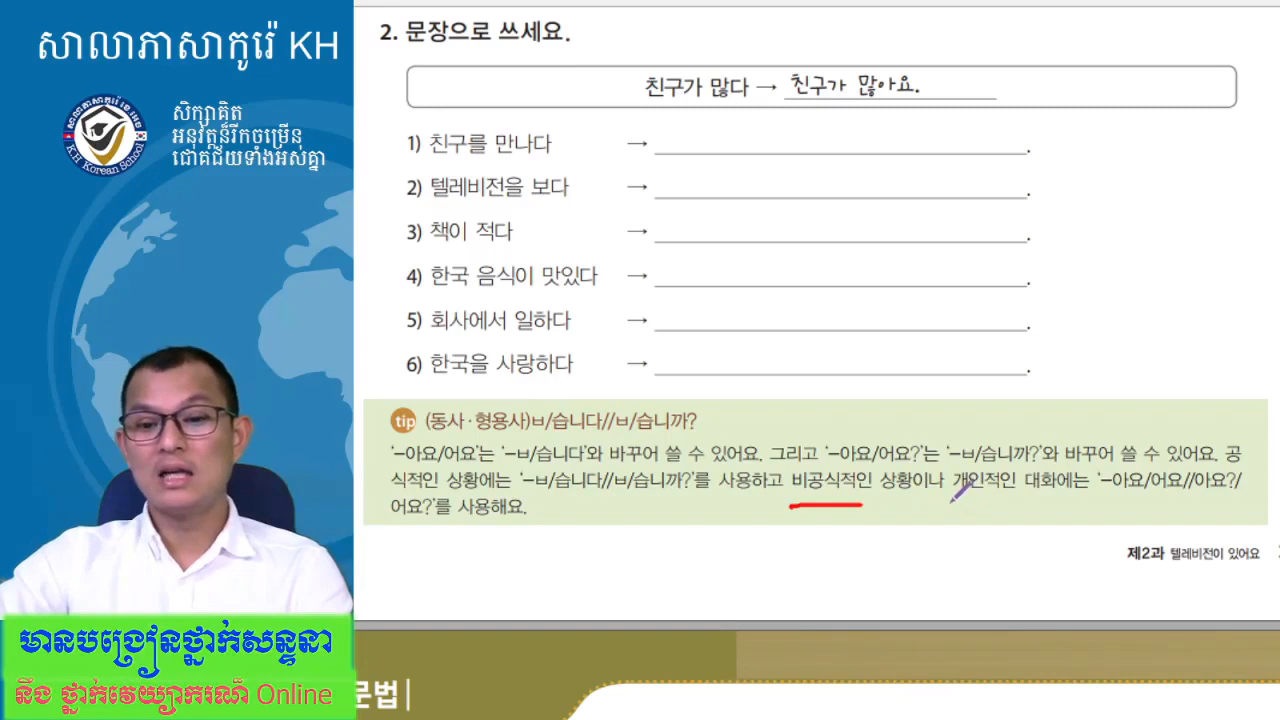 សាលាភាសាកូរ៉េ KH
សិក្សាគិត
អនុវត្តន៍រីកចម្រើន
ជោគជ័យទាំងអស់គ្នា
K.H Korean School
មានបង្រៀនថ្នាក់សន្ទនា
និង ថ្នាក់វេយ្យាករណ៍ Online
2. 문장으로 쓰세요.
친구가 많다 → 친구가 많아요.
1) 친구를 만나다 → .
2) 텔레비전을 보다 → .
3) 책이 적다 → .
4) 한국 음식이 맛있다 → .
5) 회사에서 일하다 → .
6) 한국을 사랑하다 → .
tip (동사·형용사)ㅂ/습니다//ㅂ/습니까?
‘–아요/어요’는 ‘–ㅂ/습니다’와 바꾸어 쓸 수 있어요. 그리고 ‘–아요/어요?’는 ‘–ㅂ/습니까?’와 바꾸어 쓸 수 있어요. 공
식적인 상황에는 ‘–ㅂ/습니다//ㅂ/습니까?’를 사용하고 비공식적인 상황이나 개인적인 대화에는 ‘–아요/어요//아요?/
어요?’를 사용해요.
제2과 텔레비전이 있어요
문법